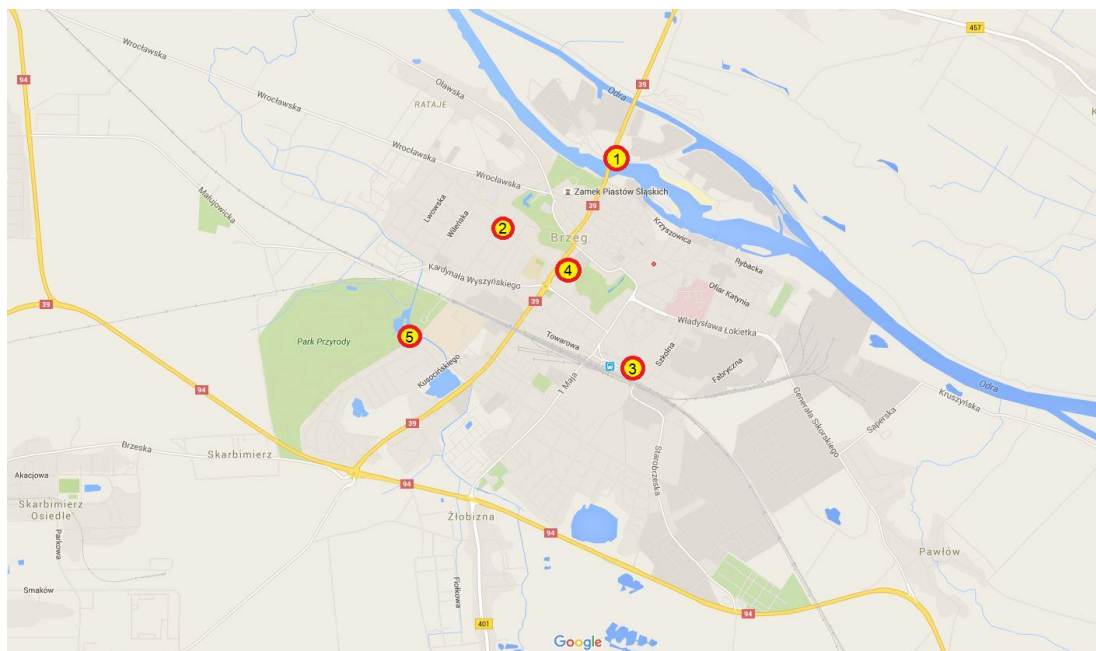 457
Wrocławska
94
Oławska
Odra
39
RATAJE
Wrocławska
Wrocławska
1
Zamek Piastów Śląskich
Małujowicka
Lwowska
Wileńska
39
2
Krzyszowica
Brzeg
Rybacka
4
Kardynała Wyszyńskiego
Ofiar Katynia
39
39
Władysława Łokietka
Park Przyrody
5
Towarowa
Szkolna
3
Fabryczna
Kusocińskiego
1 Maja
94
Odra
Kruszyńska
Generała Sikorskiego
Saperska
39
Brzeska
Skarbimierz
Starobrzeska
Akacjowa
94
Skarbimierz
Osiedle
Żłobizna
94
Parkowa
Pawłów
Smaków
Fiołkowa
94
401
Google